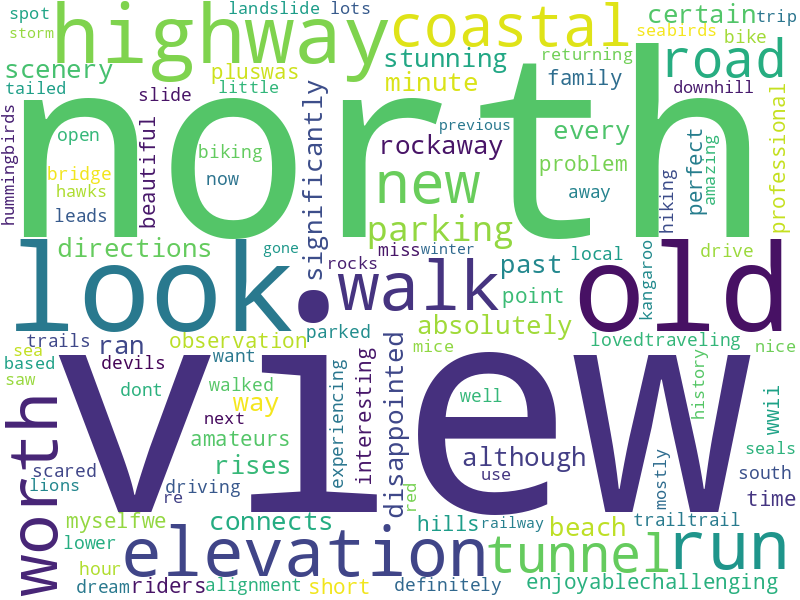 spot
highway
landslide lots
coastal
certain trip
storm
seabirds
scenery
pluswas
stunning
returning
road
bike
tailed
slide
little
minute
family
downhill
hummingbirds
north
open
beautiful
biking
significantly
previous
every
perfect
amazing
professional
bridge
rockaway
problem
hawks
now
new
away
leads
parking
hiking
directions
gone
miss winter
local
drive
look
rocks
walk
past
kangaroo
old
point
trails
ran
observation
parked
absolutely
lovedtraveling
sea
based
devils
want
mice
nice
saw
view
dont
walked
way
experiencing
interesting
disappointed
well
history
wwii
worth
next
amateurs
although
seals
scared
rises
use
mostly
south
lions
re
driving
red
time
myselfwe
connects
hills
railway
beach
trailtrail
lower
elevation
tunnel
run
hour
dream
riders
alignment
short
definitely
enjoyablechallenging